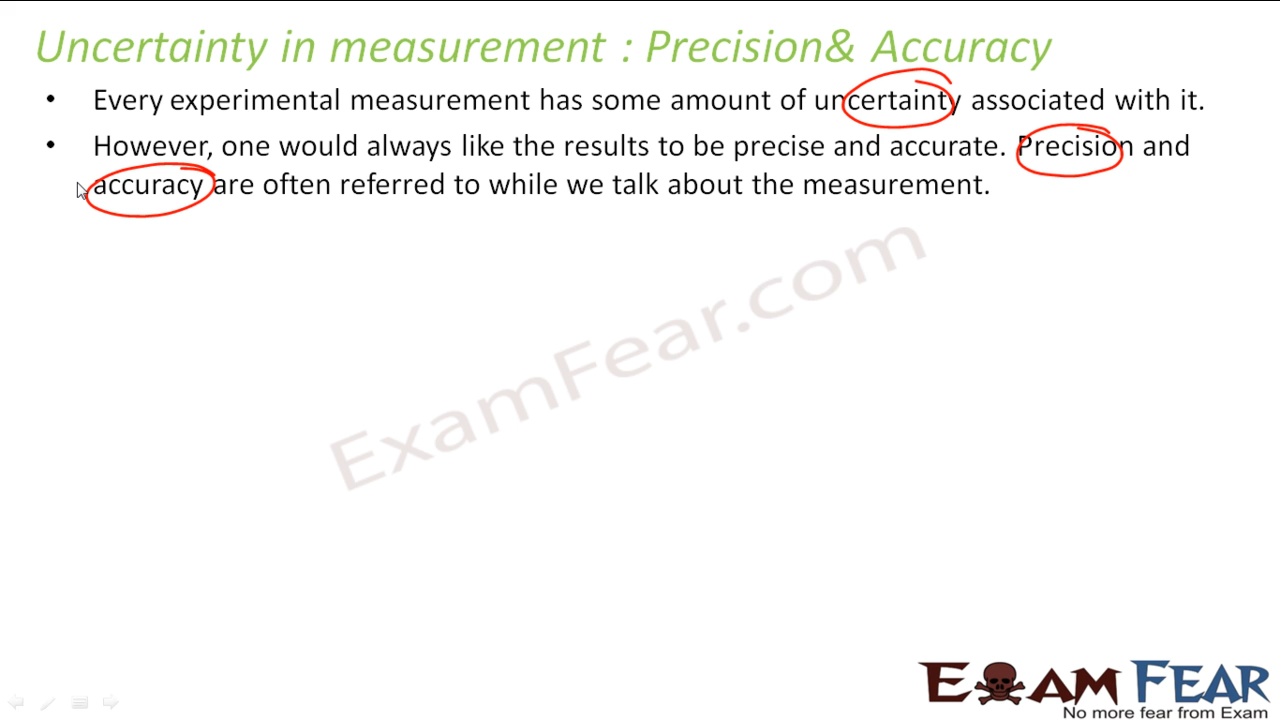 Uncertainty in measurement : Precision& Accuracy
• Every experimental measurement has some amount of uncertainty associated with it.
• However, one would always like the results to be precise and accurate. Precision and
accuracy are often referred to while we talk about the measurement.
ExamFear.com
EXAM FEAR
No more fear from Exam